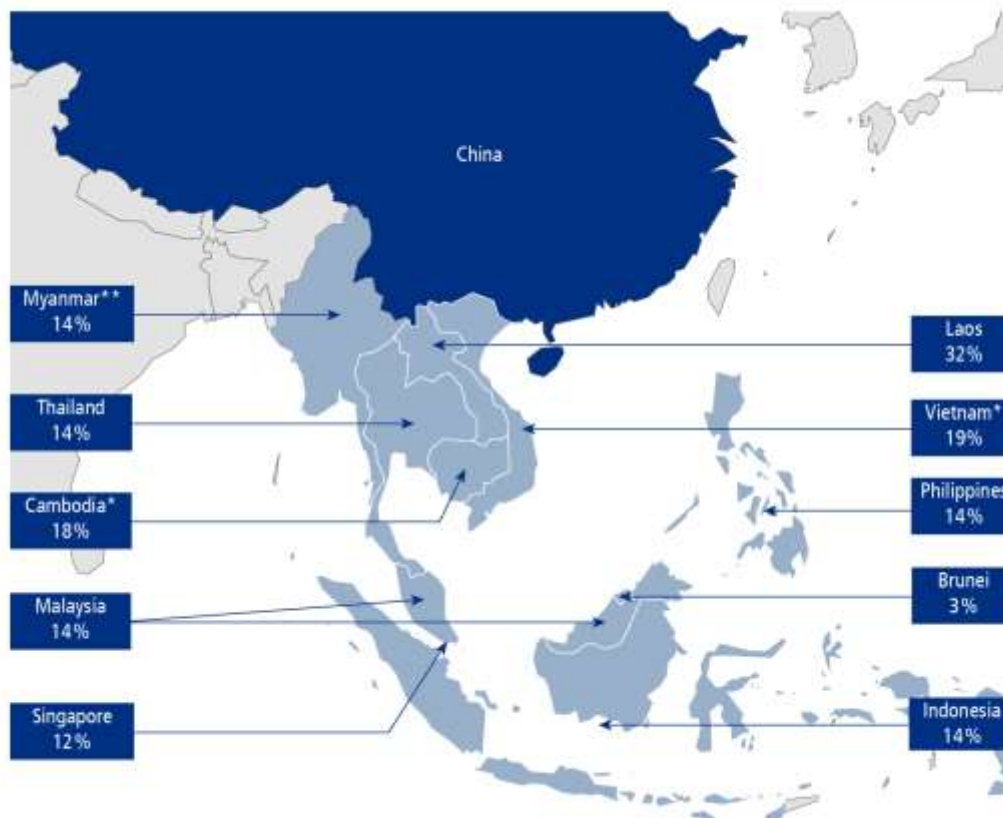 China
Myanmar**
14%
Laos
32%
Thailand
14%
Vietnam*
19%
Cambodia*
18%
Philippines
14%
Malaysia
14%
Brunei
3%
Singapore
12%
Indonesia
14%